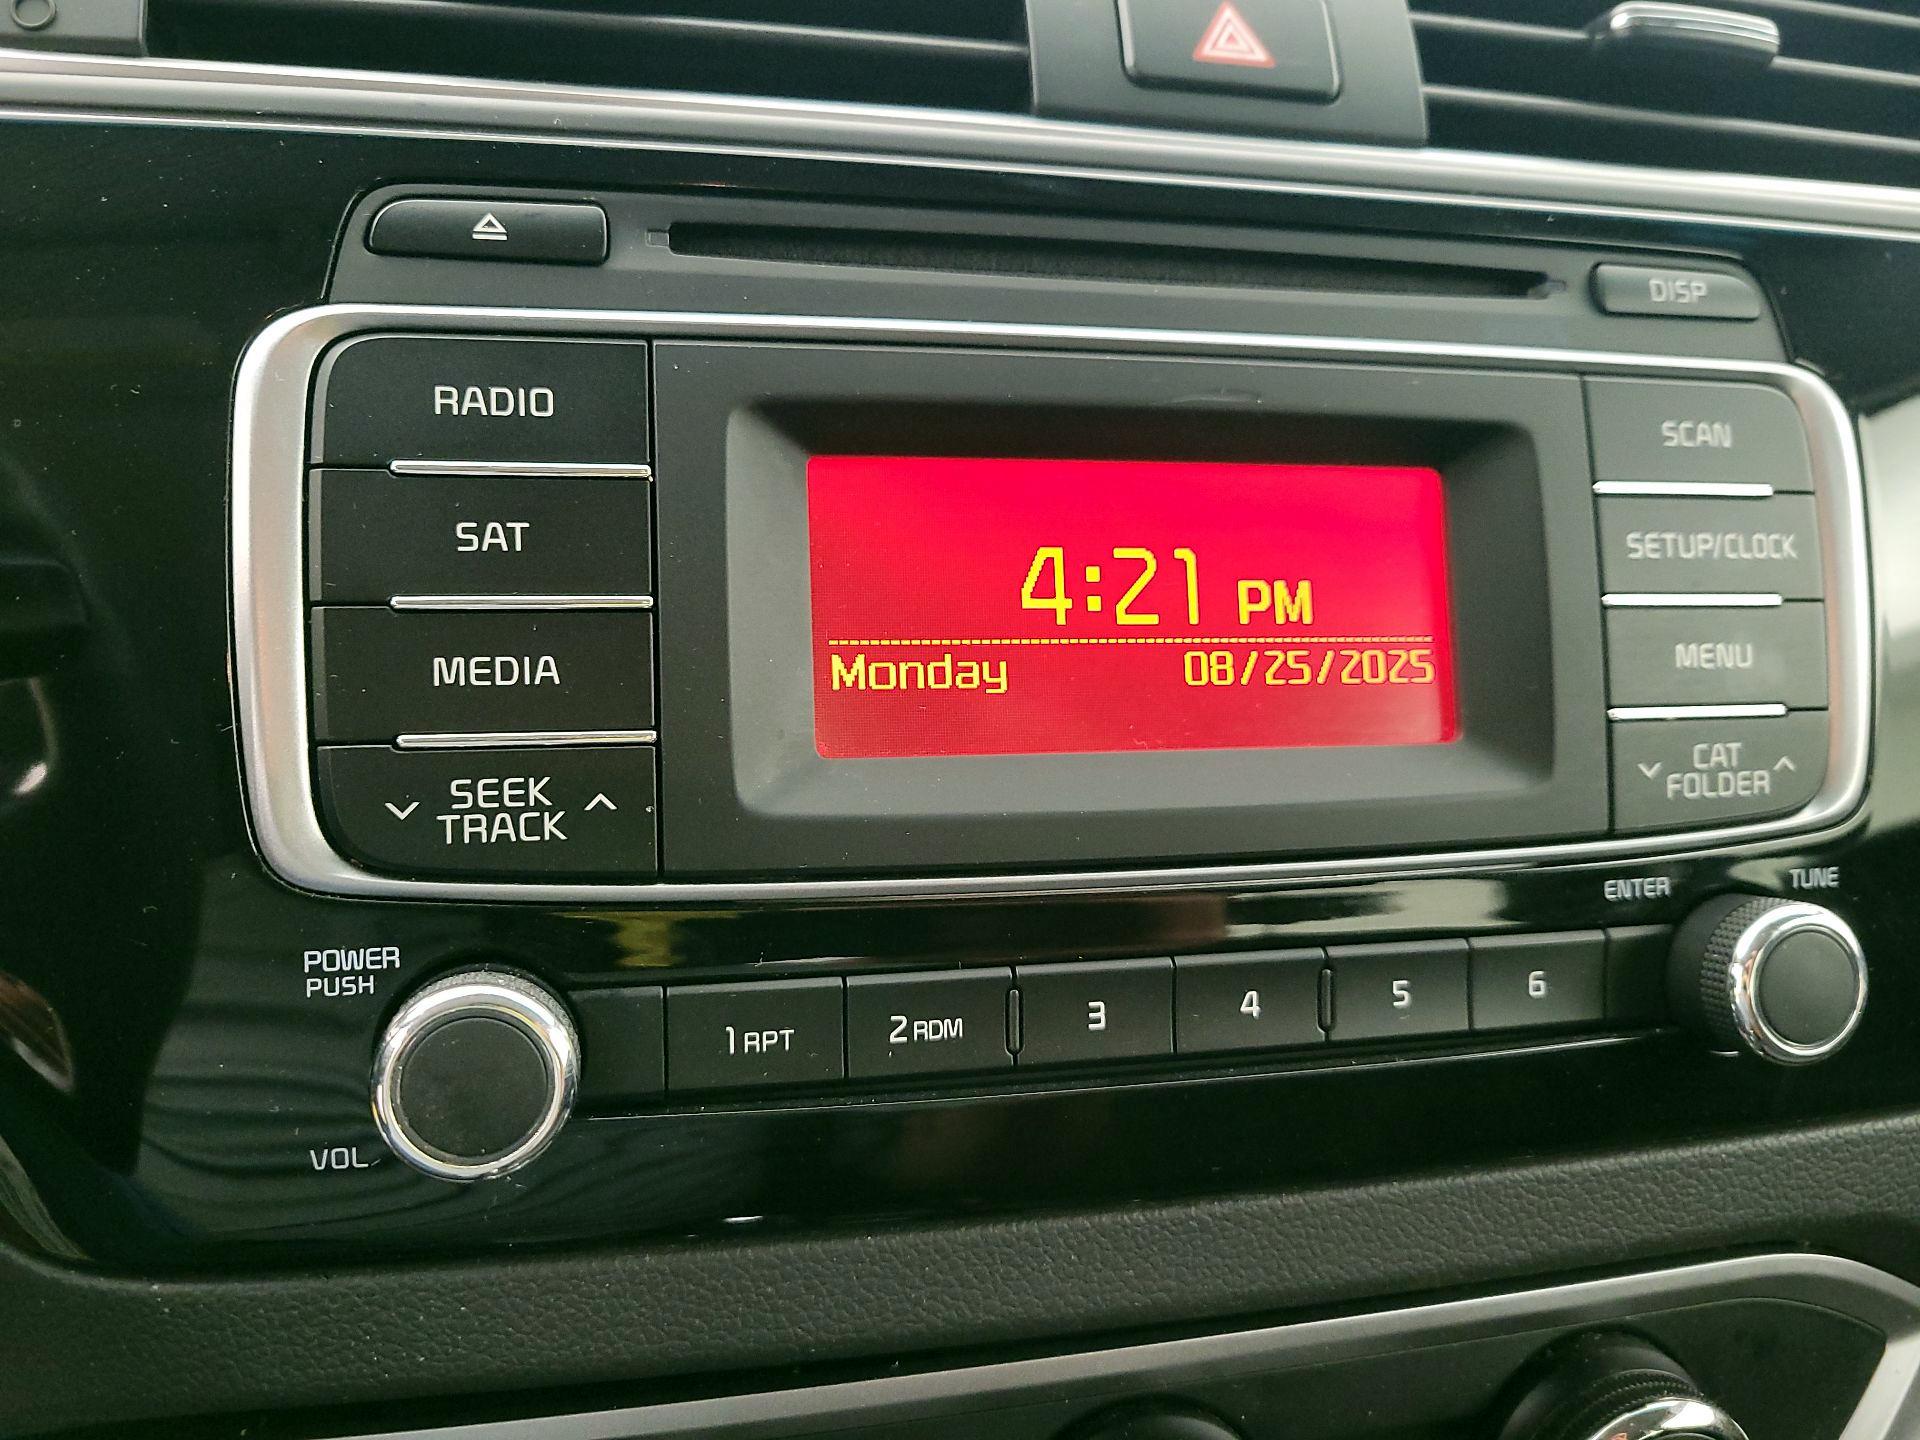 DISP
RADIO
SAT
MEDIA
SEEK
TRACK
4:21 PM
Monday 08/25/2025
SCAN
SETUP/CLOCK
MENU
CAT
FOLDER
POWER
PUSH
VOL
1 RPT
2 RDM
3
4
5
6
ENTER
TUNE